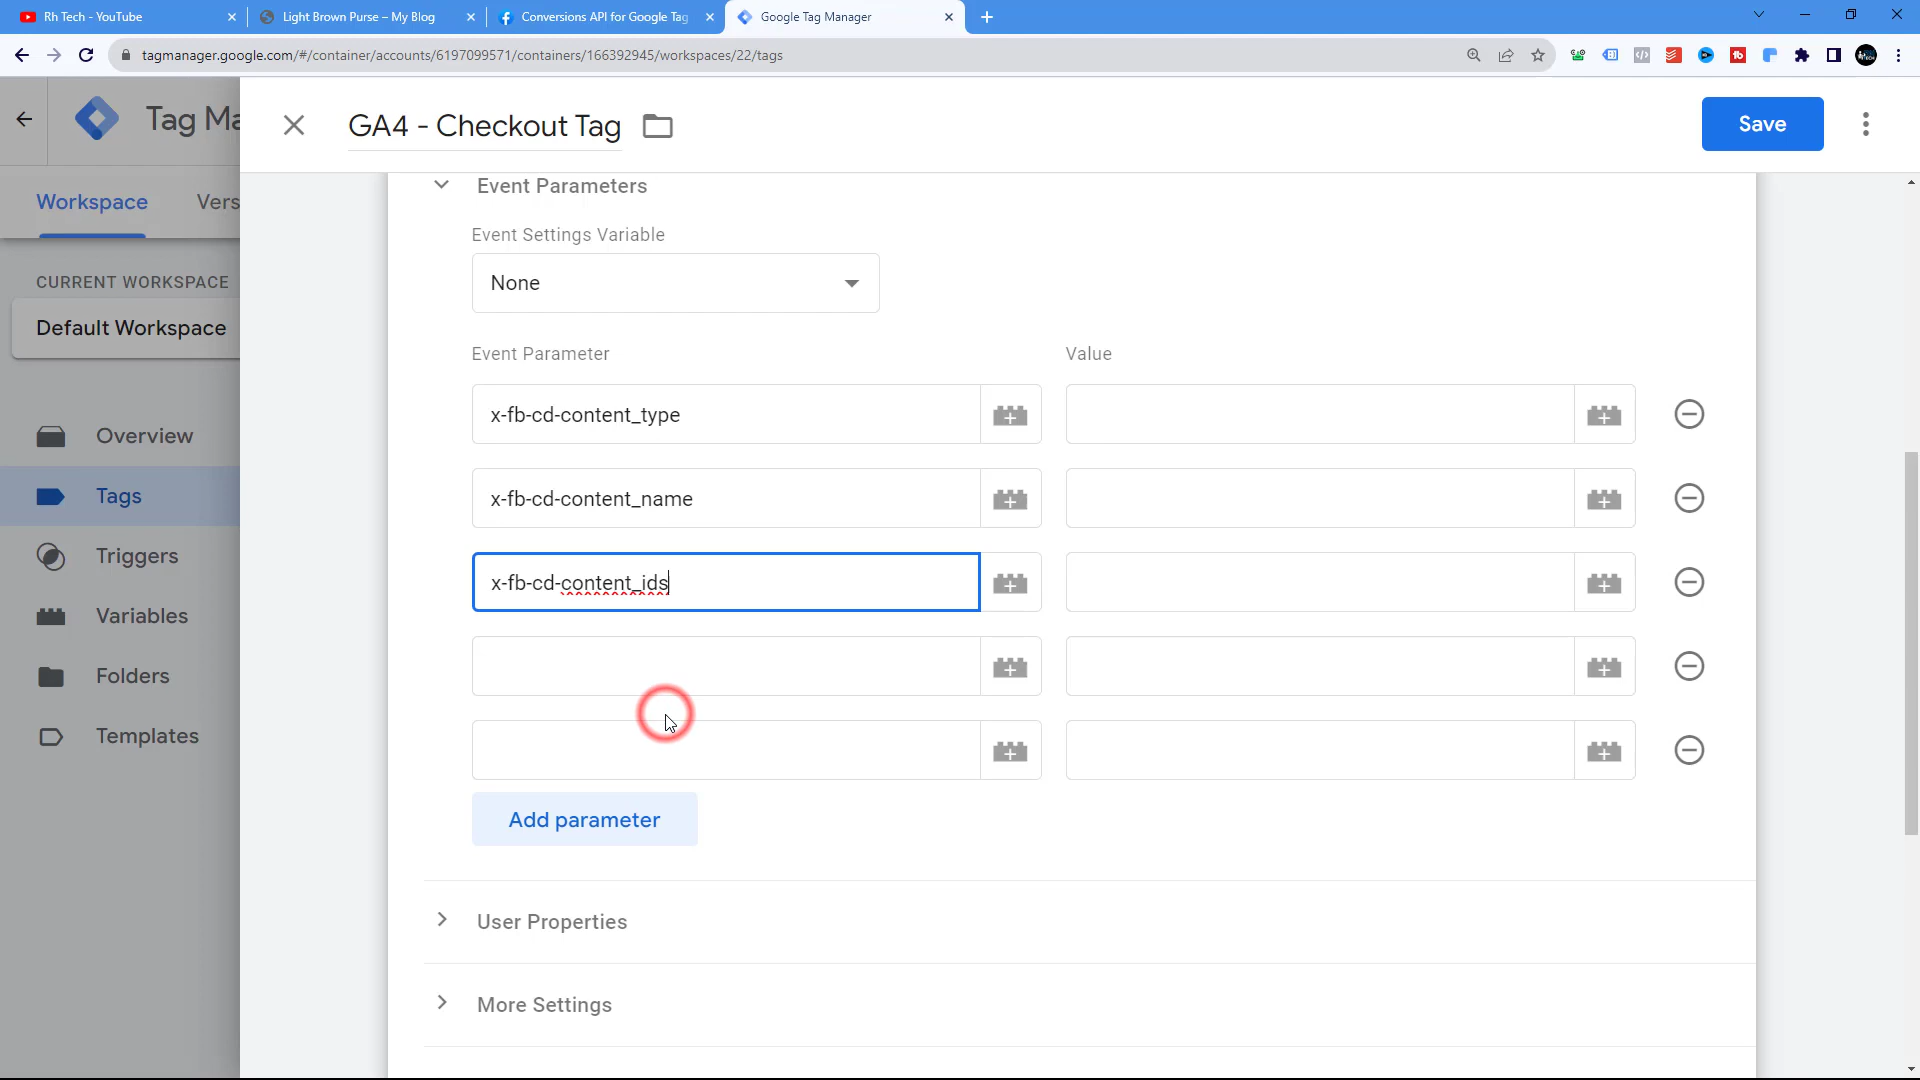 Rh Tech - YouTube
Light Brown Purse – My Blog
Conversions API for Google Tag
Google Tag Manager
tagmanager.google.com/#/container/accounts/6197099571/containers/166392945/workspaces/22/tags
Tag Ma
GA4 - Checkout Tag
Save
Workspace
Vers
CURRENT WORKSPACE
Default Workspace
Overview
Tags
Triggers
Variables
Folders
Templates
Event Parameters
Event Settings Variable
None
Event Parameter
Value
x-fb-cd-content_type
x-fb-cd-content_name
x-fb-cd-content_ids
Add parameter
User Properties
More Settings